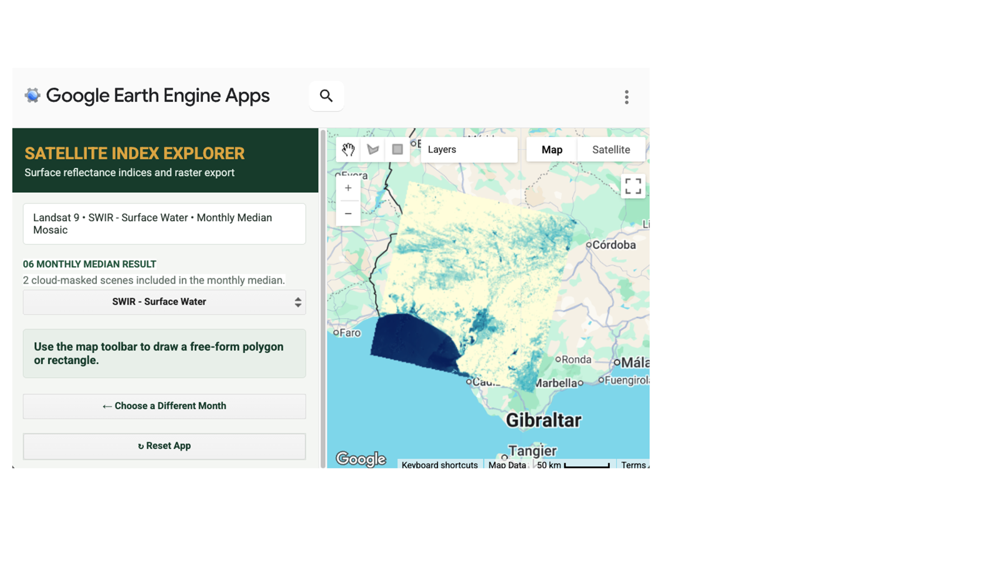 Google Earth Engine Apps
SATELLITE INDEX EXPLORER
Surface reflectance indices and raster export
Landsat 9 • SWIR - Surface Water • Monthly Median
Mosaic
06 MONTHLY MEDIAN RESULT
2 cloud-masked scenes included in the monthly median.
SWIR - Surface Water
Use the map toolbar to draw a free-form polygon
or rectangle.
← Choose a Different Month
↻ Reset App
Layers
Map
Satellite
+
−
Córdoba
Faro
Ronda
Mála
Marbella
Fuengirola
Gibraltar
Tangier
Google
Keyboard shortcuts
Map Data
50 km
Terms